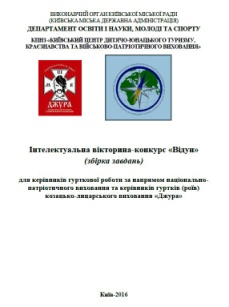 ВИКОНАВЧИЙ ОРГАН КИЇВСЬКОЇ МІСЬКОЇ РАДИ
(КИЇВСЬКА МІСЬКА ДЕРЖАВНА АДМІНІСТРАЦІЯ)
ДЕПАРТАМЕНТ ОСВІТИ І НАУКИ, МОЛОДІ ТА СПОРТУ
КПНЗ «КИЇВСЬКИЙ ЦЕНТР ДИТЯЧО-ЮНАЦЬКОГО ТУРИЗМУ,
КРАЄЗНАВСТВА ТА ВІЙСЬКОВО-ПАТРІОТИЧНОГО ВИХОВАННЯ»
ДЖУРА
Інтелектуальна вікторина-конкурс «Відун»
(збірка завдань)
для керівників гурткової роботи за напрямом національно-
патріотичного виховання та керівників гуртків (роїв)
козацько-лицарського виховання «Джура»
Київ-2016